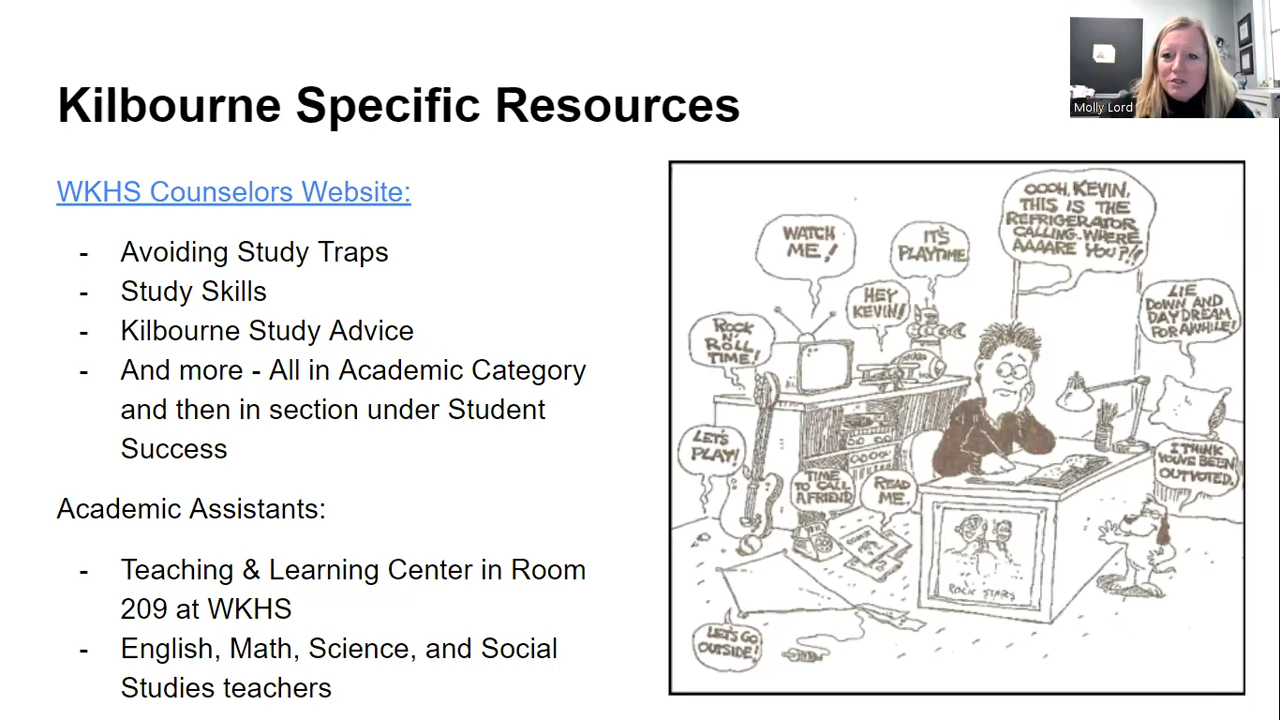 Kilbourne Specific Resources
Molly Lord
WKHS Counselors Website:
- Avoiding Study Traps
- Study Skills
- Kilbourne Study Advice
- And more - All in Academic Category
and then in section under Student
Success
Academic Assistants:
- Teaching & Learning Center in Room
209 at WKHS
- English, Math, Science, and Social
Studies teachers
OOOH, KEVIN,
THIS IS THE
REFRIGERATOR
CALLING. WHERE
AAAARE YOU?!!
WATCH
ME!
IT'S
PLAYTIME
HEY
KEVIN!
LIE
DOWN AND
DAYDREAM
FOR AWHILE!
ROCK
N'
ROLL
TIME!
LET'S
PLAY!
TIME
TO CALL
A FRIEND
READ
ME.
I THINK
YOU'VE BEEN
OUTVOTED.
ROCK STARS
LET'S GO
OUTSIDE!